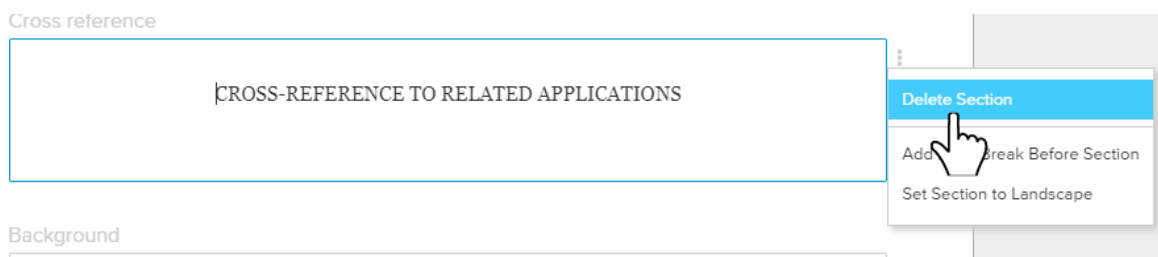 Cross reference
CROSS-REFERENCE TO RELATED APPLICATIONS
Delete Section
Add Break Before Section
Set Section to Landscape
Background